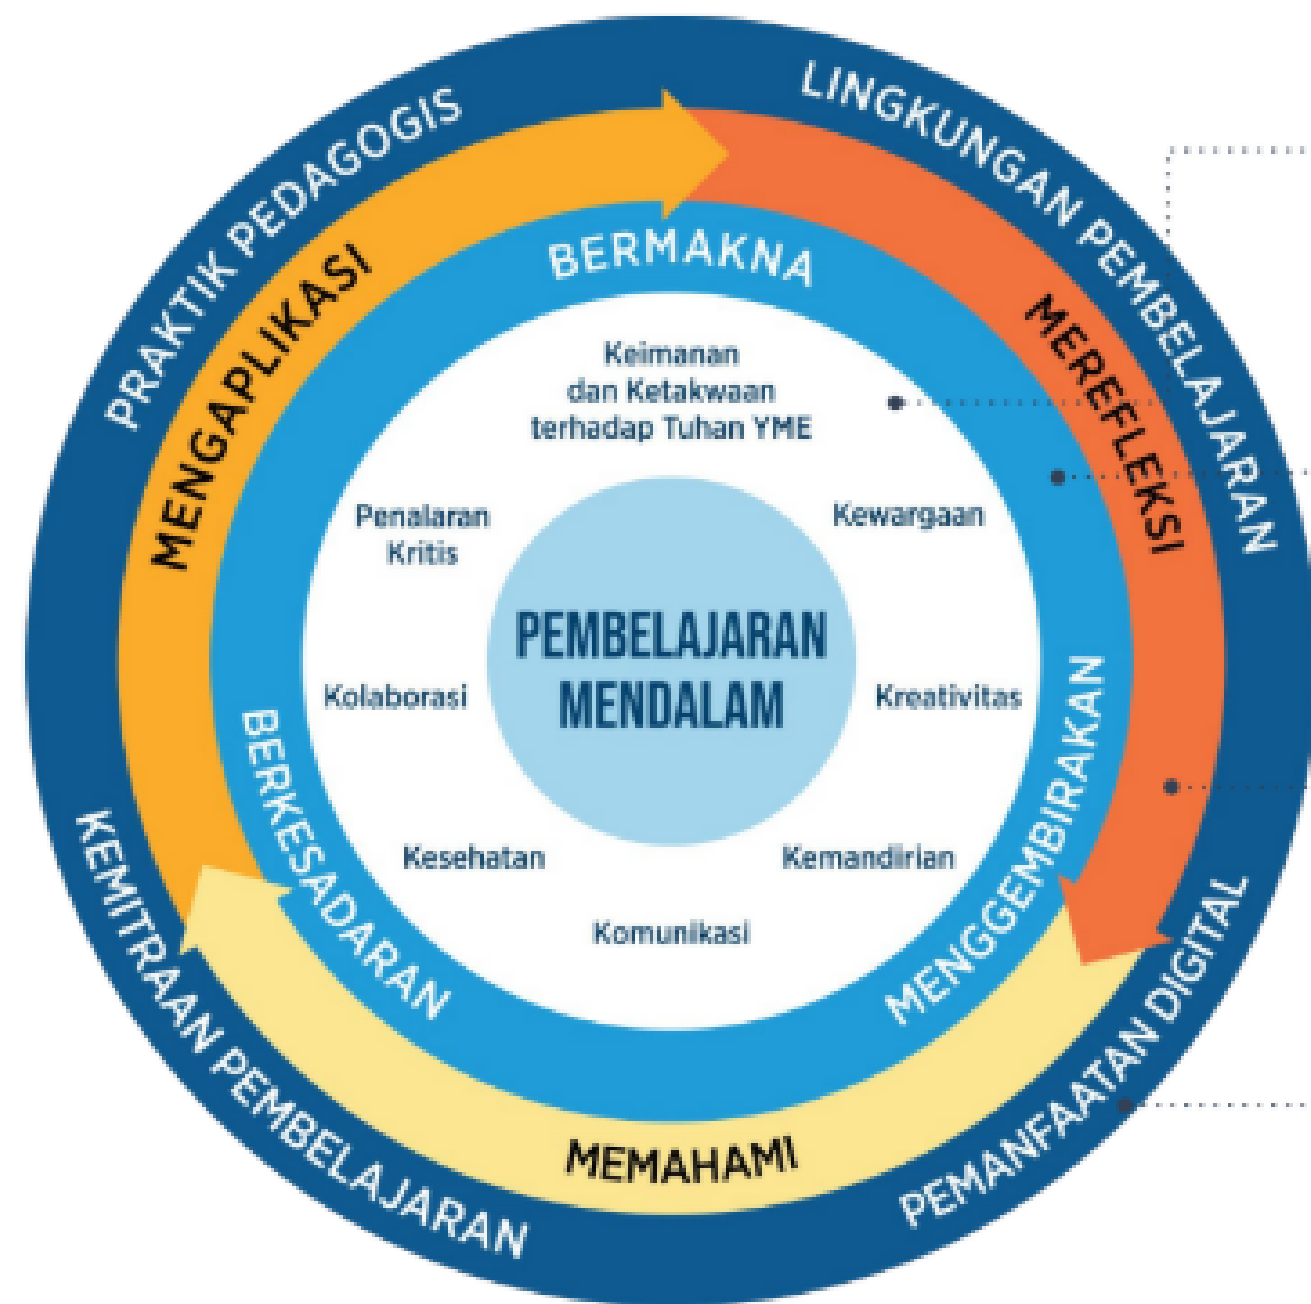 PRAKTIK PEDAGOGIS
LINGKUNGAN PEMBELAJARAN
MENGAPLIKASI
MEREFLEKSI
BERMAKNA
Keimanan
dan Ketakwaan
terhadap Tuhan YME
Penalaran
Kritis
Kewargaan
PEMBELAJARAN
MENDALAM
Kolaborasi
Kreativitas
BERKESADARAN
MENGGEMBIRAKAN
Kesehatan
Kemandirian
Komunikasi
KEMITRAAN PEMBELAJARAN
MEMAHAMI
PEMANFAATAN DIGITAL